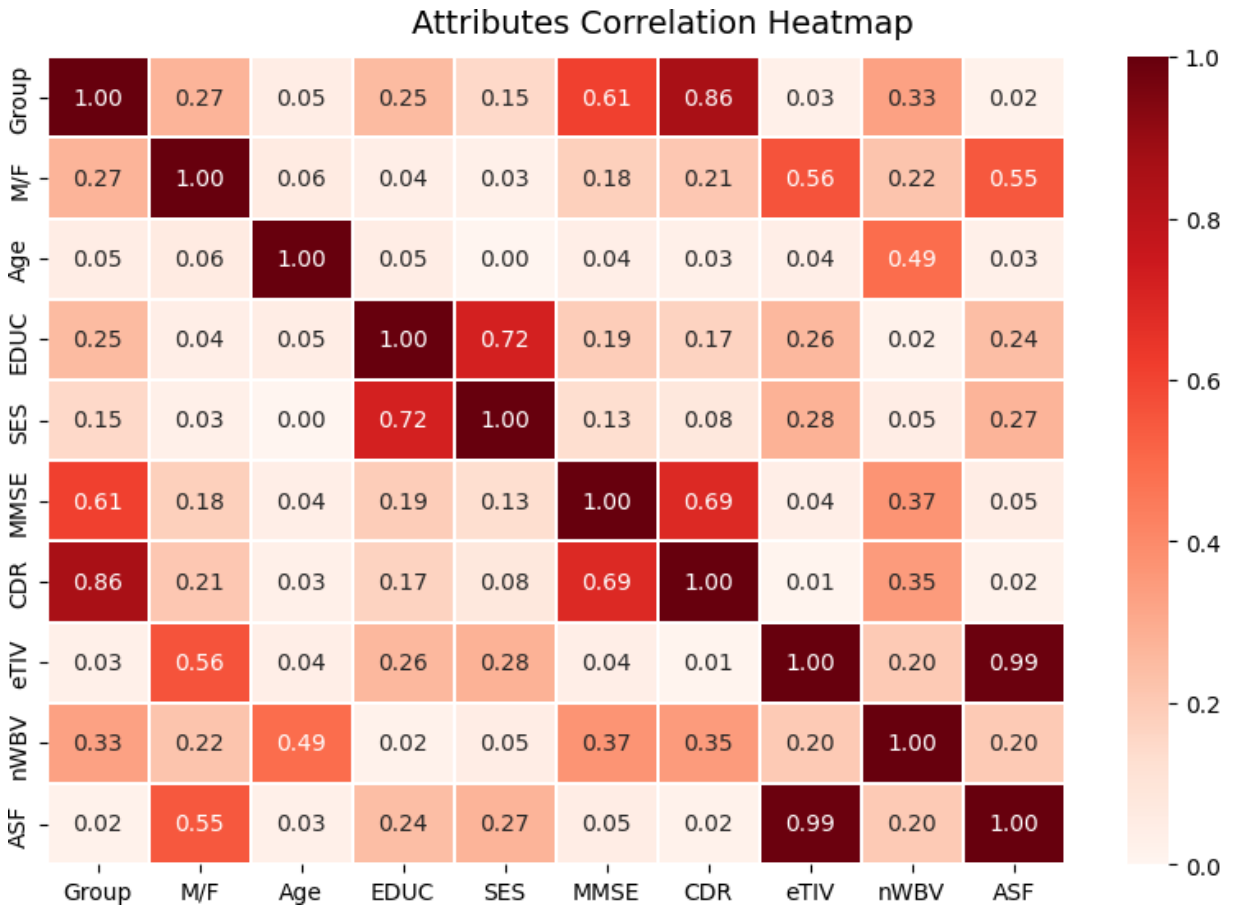 Attributes Correlation Heatmap
Group 1.00 0.27 0.05 0.25 0.15 0.61 0.86 0.03 0.33 0.02
M/F 0.27 1.00 0.06 0.04 0.03 0.18 0.21 0.56 0.22 0.55
Age 0.05 0.06 1.00 0.05 0.00 0.04 0.03 0.04 0.49 0.03
EDUC 0.25 0.04 0.05 1.00 0.72 0.19 0.17 0.26 0.02 0.24
SES 0.15 0.03 0.00 0.72 1.00 0.13 0.08 0.28 0.05 0.27
MMSE 0.61 0.18 0.04 0.19 0.13 1.00 0.69 0.04 0.37 0.05
CDR 0.86 0.21 0.03 0.17 0.08 0.69 1.00 0.01 0.35 0.02
eTIV 0.03 0.56 0.04 0.26 0.28 0.04 0.01 1.00 0.20 0.99
nWBV 0.33 0.22 0.49 0.02 0.05 0.37 0.35 0.20 1.00 0.20
ASF 0.02 0.55 0.03 0.24 0.27 0.05 0.02 0.99 0.20 1.00
Group M/F Age EDUC SES MMSE CDR eTIV nWBV ASF
1.0
0.8
0.6
0.4
0.2
0.0